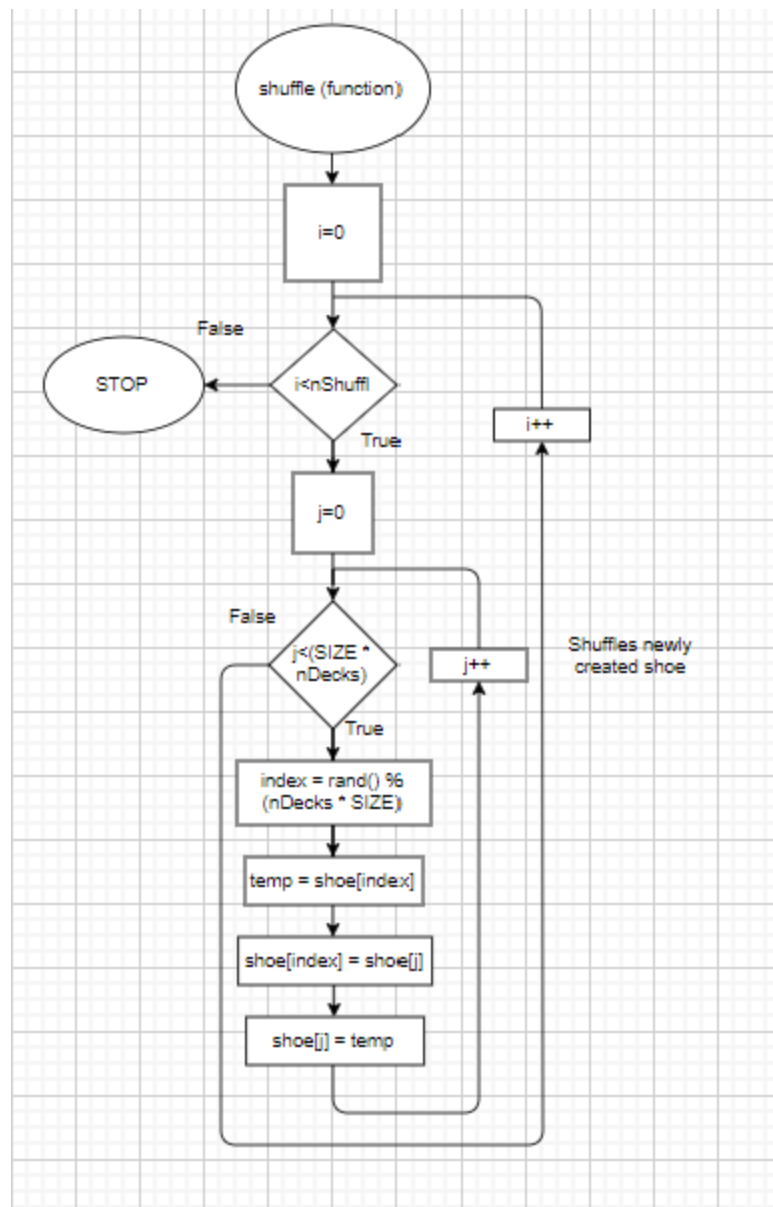 shuffle (function)
i=0
False
STOP
i<nShuffl
i++
True
j=0
False
j<(SIZE *
nDecks)
j++
Shuffles newly
created shoe
True
index = rand() %
(nDecks * SIZE)
temp = shoe[index]
shoe[index] = shoe[j]
shoe[j] = temp